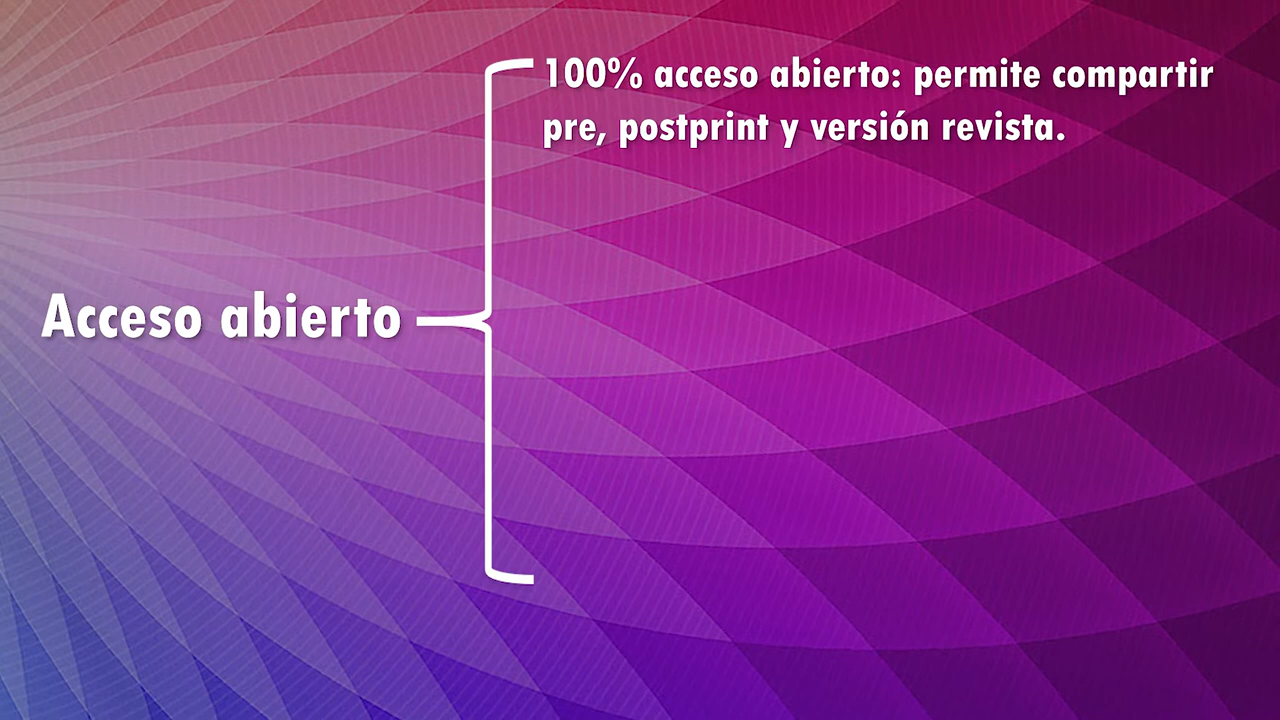 100% acceso abierto: permite compartir
pre, postprint y versión revista.
Acceso abierto